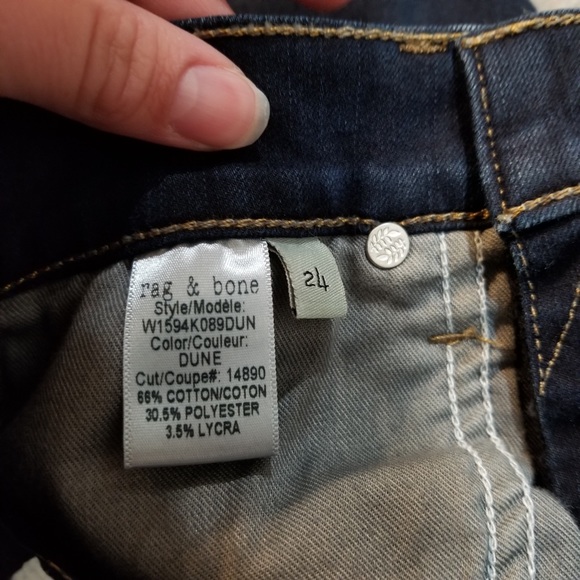 rag & bone
Style/Modèle:
W1594K089DUN
Color/Couleur:
DUNE
Cut/Coupe#: 14890
66% COTTON/COTON
30.5% POLYESTER
3.5% LYCRA
24